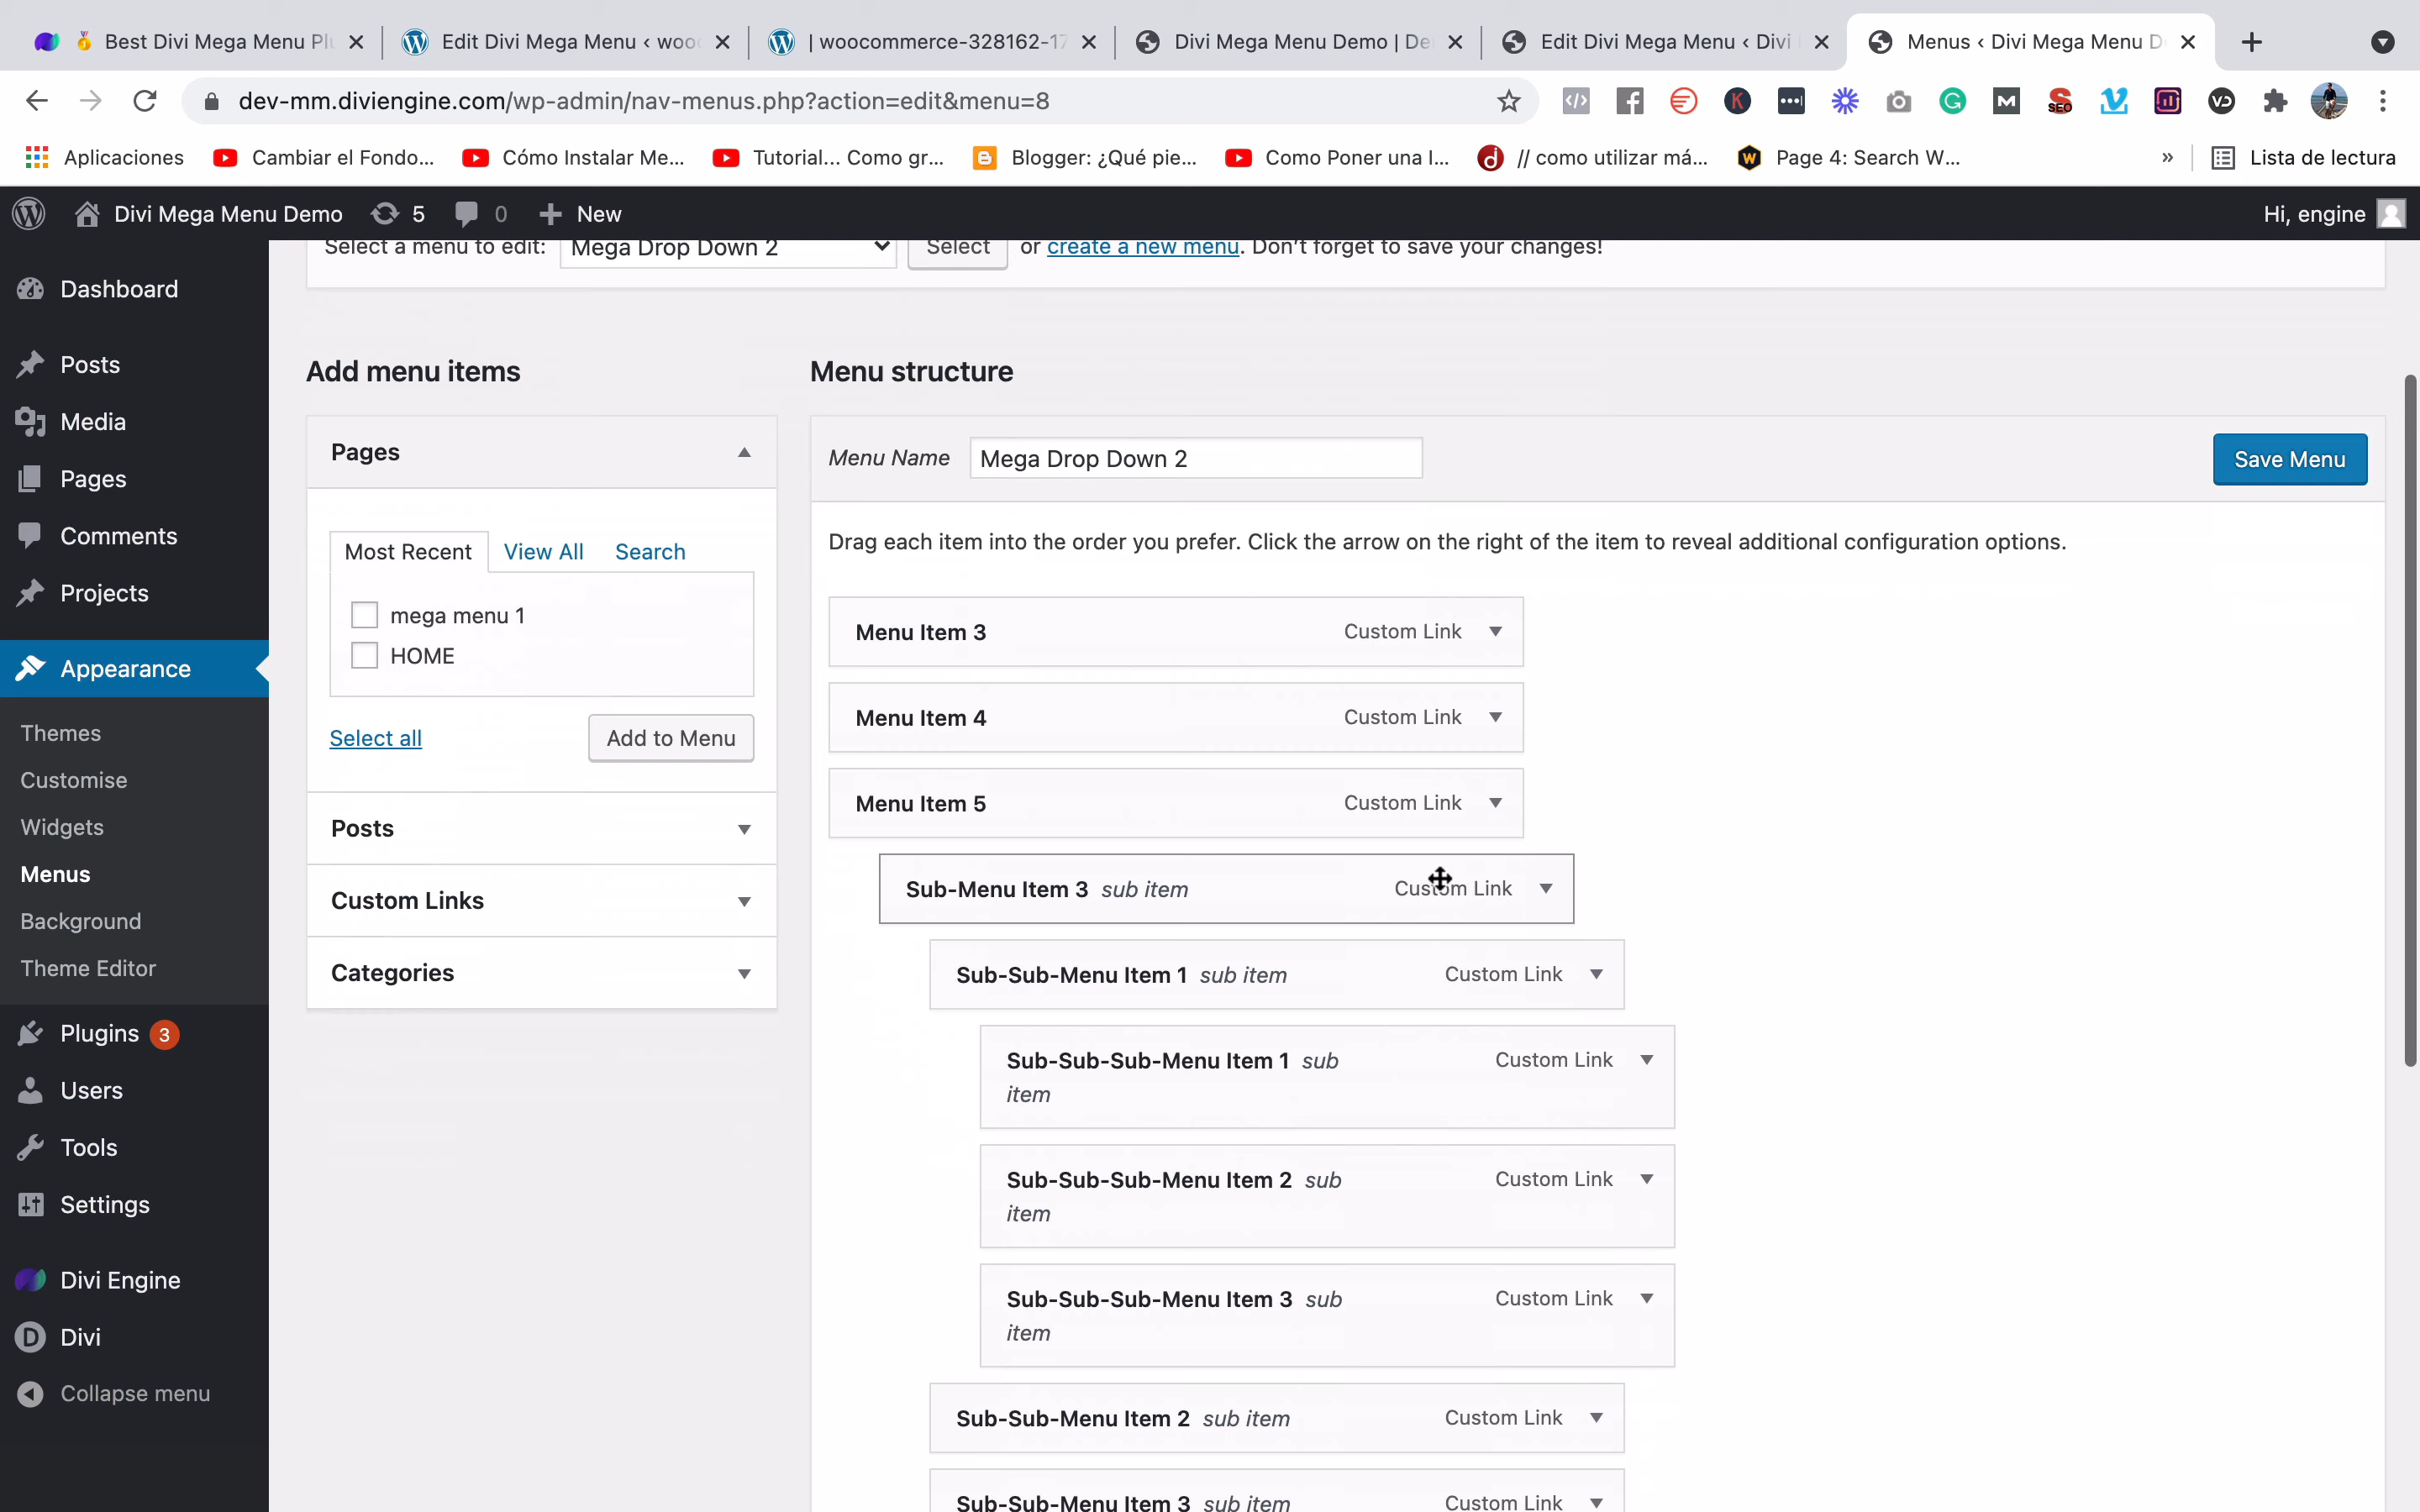 Best Divi Mega Menu Pl
Edit Divi Mega Menu ‹ woo
| woocommerce-328162-17
Divi Mega Menu Demo | De
Edit Divi Mega Menu ‹ Divi
Menus ‹ Divi Mega Menu D
dev-mm.diviengine.com/wp-admin/nav-menus.php?action=edit&menu=8
Aplicaciones
Cambiar el Fondo...
Cómo Instalar Me...
Tutorial... Como gr...
Blogger: ¿Qué pie...
Como Poner una I...
// como utilizar má...
Page 4: Search W...
»
Lista de lectura
Divi Mega Menu Demo
5
0
New
Hi, engine
Select a menu to edit: Mega Drop Down 2 Select or create a new menu. Don't forget to save your changes!
Dashboard
Posts
Media
Pages
Comments
Projects
Appearance
Themes
Customise
Widgets
Menus
Background
Theme Editor
Plugins 3
Users
Tools
Settings
Divi Engine
Divi
Collapse menu
Add menu items
Pages
Most Recent View All Search
mega menu 1
HOME
Select all
Add to Menu
Posts
Custom Links
Categories
Menu structure
Menu Name Mega Drop Down 2
Save Menu
Drag each item into the order you prefer. Click the arrow on the right of the item to reveal additional configuration options.
Menu Item 3 Custom Link
Menu Item 4 Custom Link
Menu Item 5 Custom Link
Sub-Menu Item 3 sub item Custom Link
Sub-Sub-Menu Item 1 sub item Custom Link
Sub-Sub-Sub-Menu Item 1 sub Custom Link
item
Sub-Sub-Sub-Menu Item 2 sub Custom Link
item
Sub-Sub-Sub-Menu Item 3 sub Custom Link
item
Sub-Sub-Menu Item 2 sub item Custom Link
Sub-Sub-Menu Item 3 sub item Custom Link